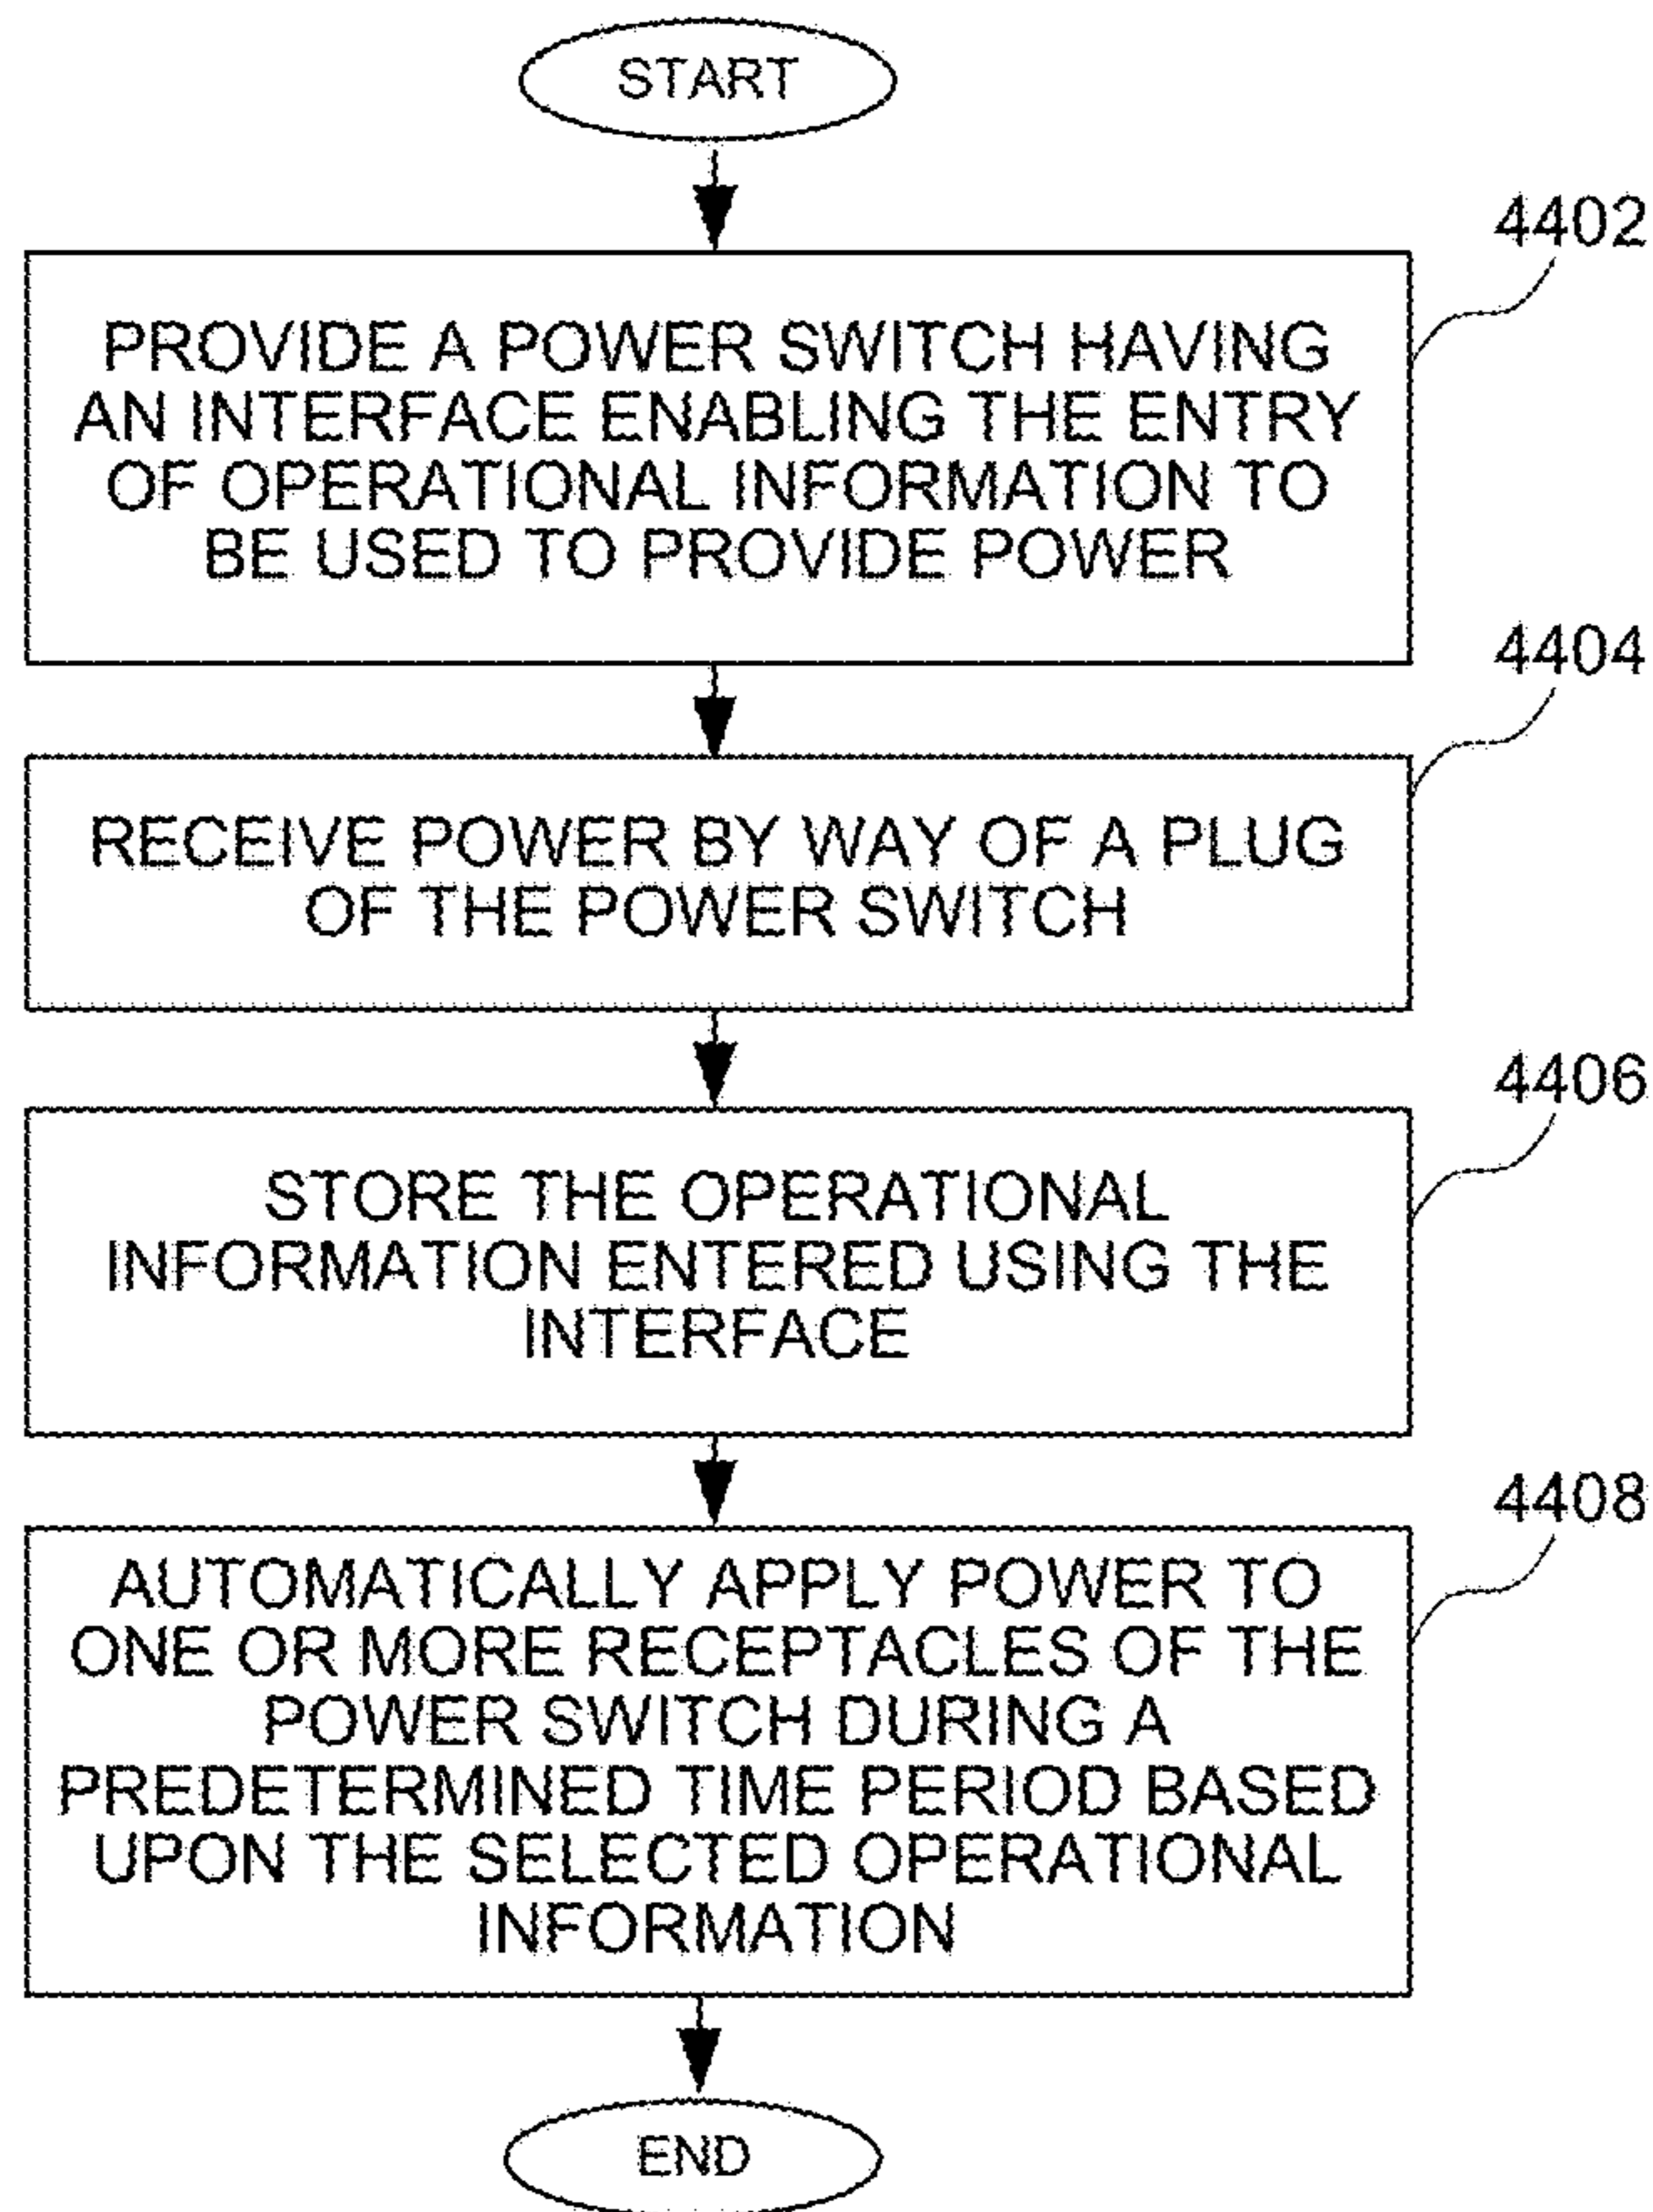 START
4402
PROVIDE A POWER SWITCH HAVING
AN INTERFACE ENABLING THE ENTRY
OF OPERATIONAL INFORMATION TO
BE USED TO PROVIDE POWER
4404
RECEIVE POWER BY WAY OF A PLUG
OF THE POWER SWITCH
4406
STORE THE OPERATIONAL
INFORMATION ENTERED USING THE
INTERFACE
4408
AUTOMATICALLY APPLY POWER TO
ONE OR MORE RECEPTACLES OF THE
POWER SWITCH DURING A
PREDETERMINED TIME PERIOD BASED
UPON THE SELECTED OPERATIONAL
INFORMATION
END